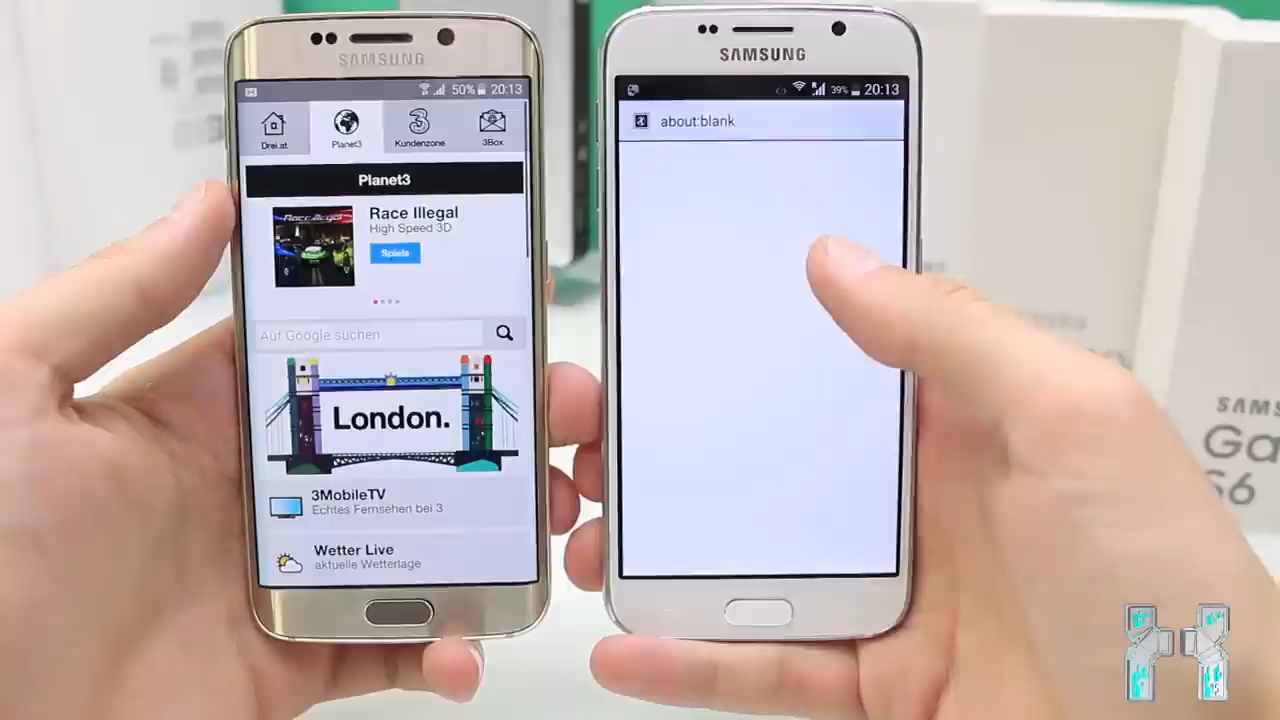 SAMSUNG
50% 20:13
Drei.at
Planet3
Kundenzone
3Box
Planet3
Race Illegal
High Speed 3D
Spiele
Auf Google suchen
London.
3MobileTV
Echtes Fernsehen bei 3
Wetter Live
aktuelle Wetterlage
SAMSUNG
39% 20:13
about:blank
SAMS
Ga
S6